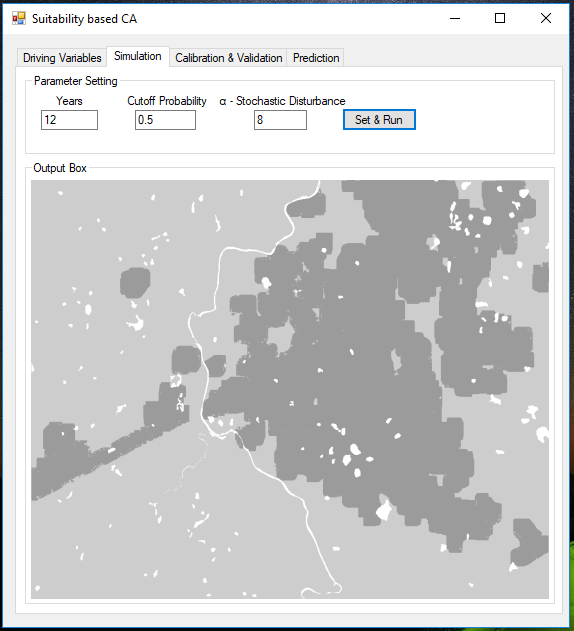 Suitability based CA
Driving Variables Simulation Calibration & Validation Prediction
Parameter Setting
Years Cutoff Probability α - Stochastic Disturbance
12 0.5 8 Set & Run
Output Box